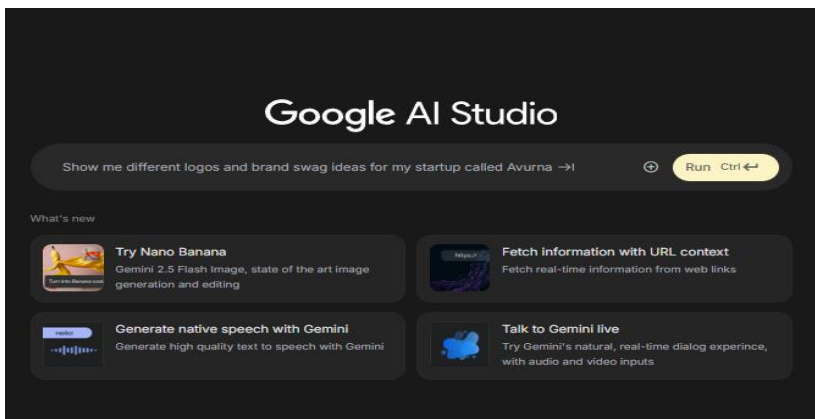 Google AI Studio
Show me different logos and brand swag ideas for my startup called Avurna →|
Run Ctrl ↵
What's new
Try Nano Banana
Gemini 2.5 Flash Image, state of the art image
generation and editing
Fetch information with URL context
Fetch real-time information from web links
https://
Generate native speech with Gemini
Generate high quality text to speech with Gemini
Hello!
Talk to Gemini live
Try Gemini's natural, real-time dialog experince,
with audio and video inputs